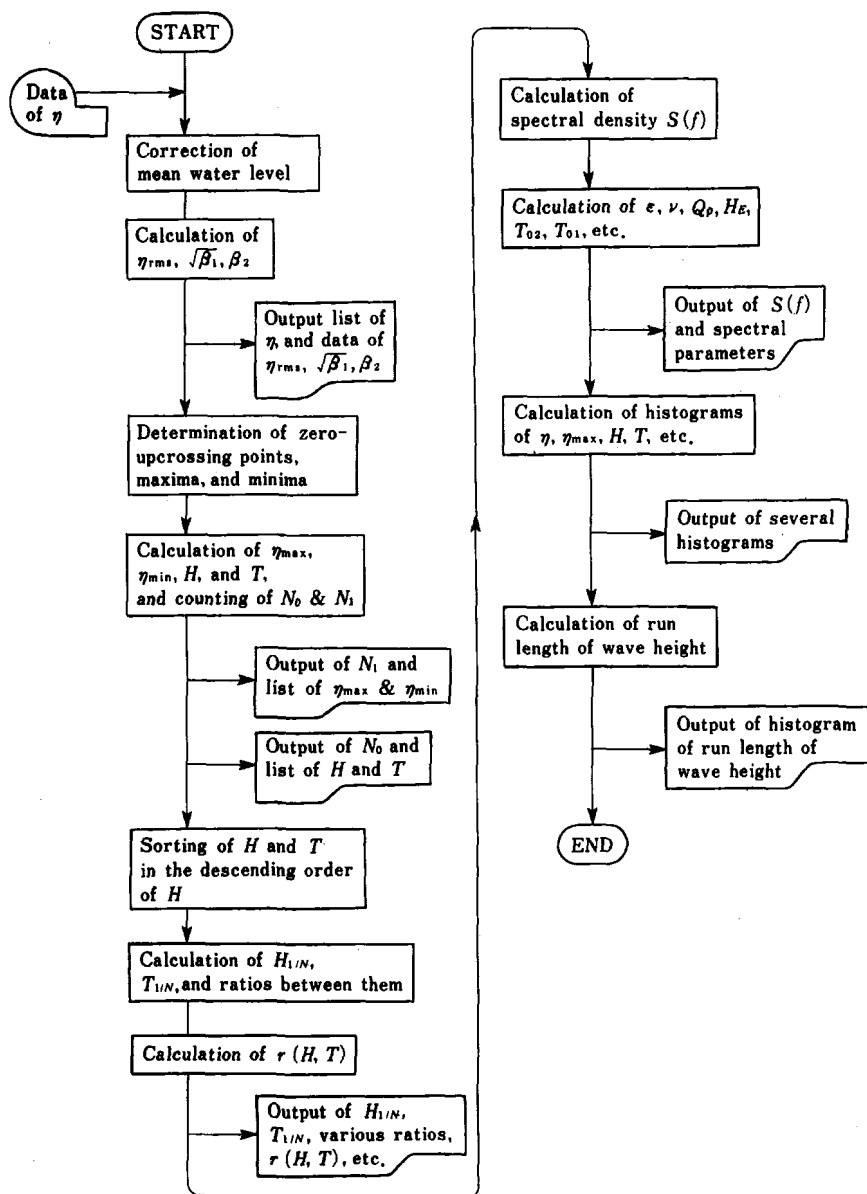 START
Data
of η
Correction of
mean water level
Calculation of
ηrms, √β1, β2
Output list of
η, and data of
ηrms, √β1, β2
Determination of zero-
upcrossing points,
maxima, and minima
Calculation of ηmax,
ηmin, H, and T,
and counting of N0 & N1
Output of N1 and
list of ηmax & ηmin
Output of N0 and
list of H and T
Sorting of H and T
in the descending order
of H
Calculation of H1/N,
T1/N, and ratios between them
Calculation of r (H, T)
Output of H1/N,
T1/N, various ratios,
r (H, T), etc.
Calculation of
spectral density S(f)
Calculation of ε, ν, Qp, HE,
T02, T01, etc.
Output of S(f)
and spectral
parameters
Calculation of histograms
of η, ηmax, H, T, etc.
Output of several
histograms
Calculation of run
length of wave height
Output of histogram
of run length of
wave height
END